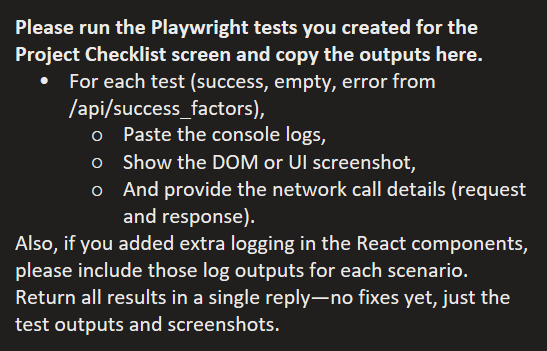 Please run the Playwright tests you created for the
Project Checklist screen and copy the outputs here.
• For each test (success, empty, error from
/api/success_factors),
o Paste the console logs,
o Show the DOM or UI screenshot,
o And provide the network call details (request
and response).
Also, if you added extra logging in the React components,
please include those log outputs for each scenario.
Return all results in a single reply—no fixes yet, just the
test outputs and screenshots.